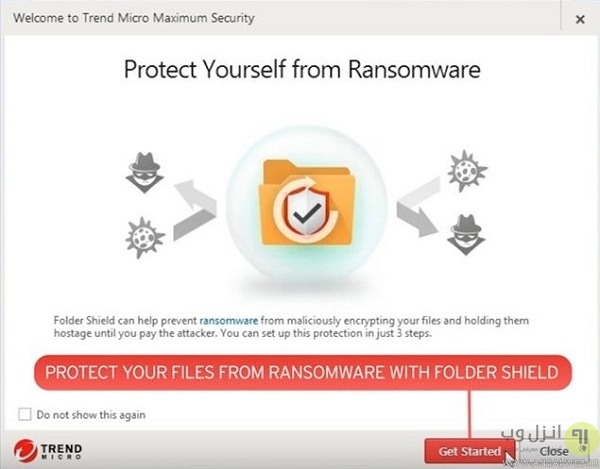 Welcome to Trend Micro Maximum Security
Protect Yourself from Ransomware
Folder Shield can help prevent ransomware from maliciously encrypting your files and holding them
hostage until you pay the attacker. You can set up this protection in just 3 steps.
PROTECT YOUR FILES FROM RANSOMWARE WITH FOLDER SHIELD
Do not show this again
TREND
MICRO
Get Started
Close
انزل وب